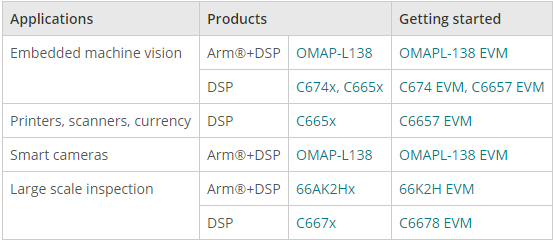 Applications Products Getting started
Embedded machine vision Arm®+DSP OMAP-L138 OMAPL-138 EVM
DSP C674x, C665x C674 EVM, C6657 EVM
Printers, scanners, currency DSP C665x C6657 EVM
Smart cameras Arm®+DSP OMAP-L138 OMAPL-138 EVM
Large scale inspection Arm®+DSP 66AK2Hx 66K2H EVM
DSP C667x C6678 EVM